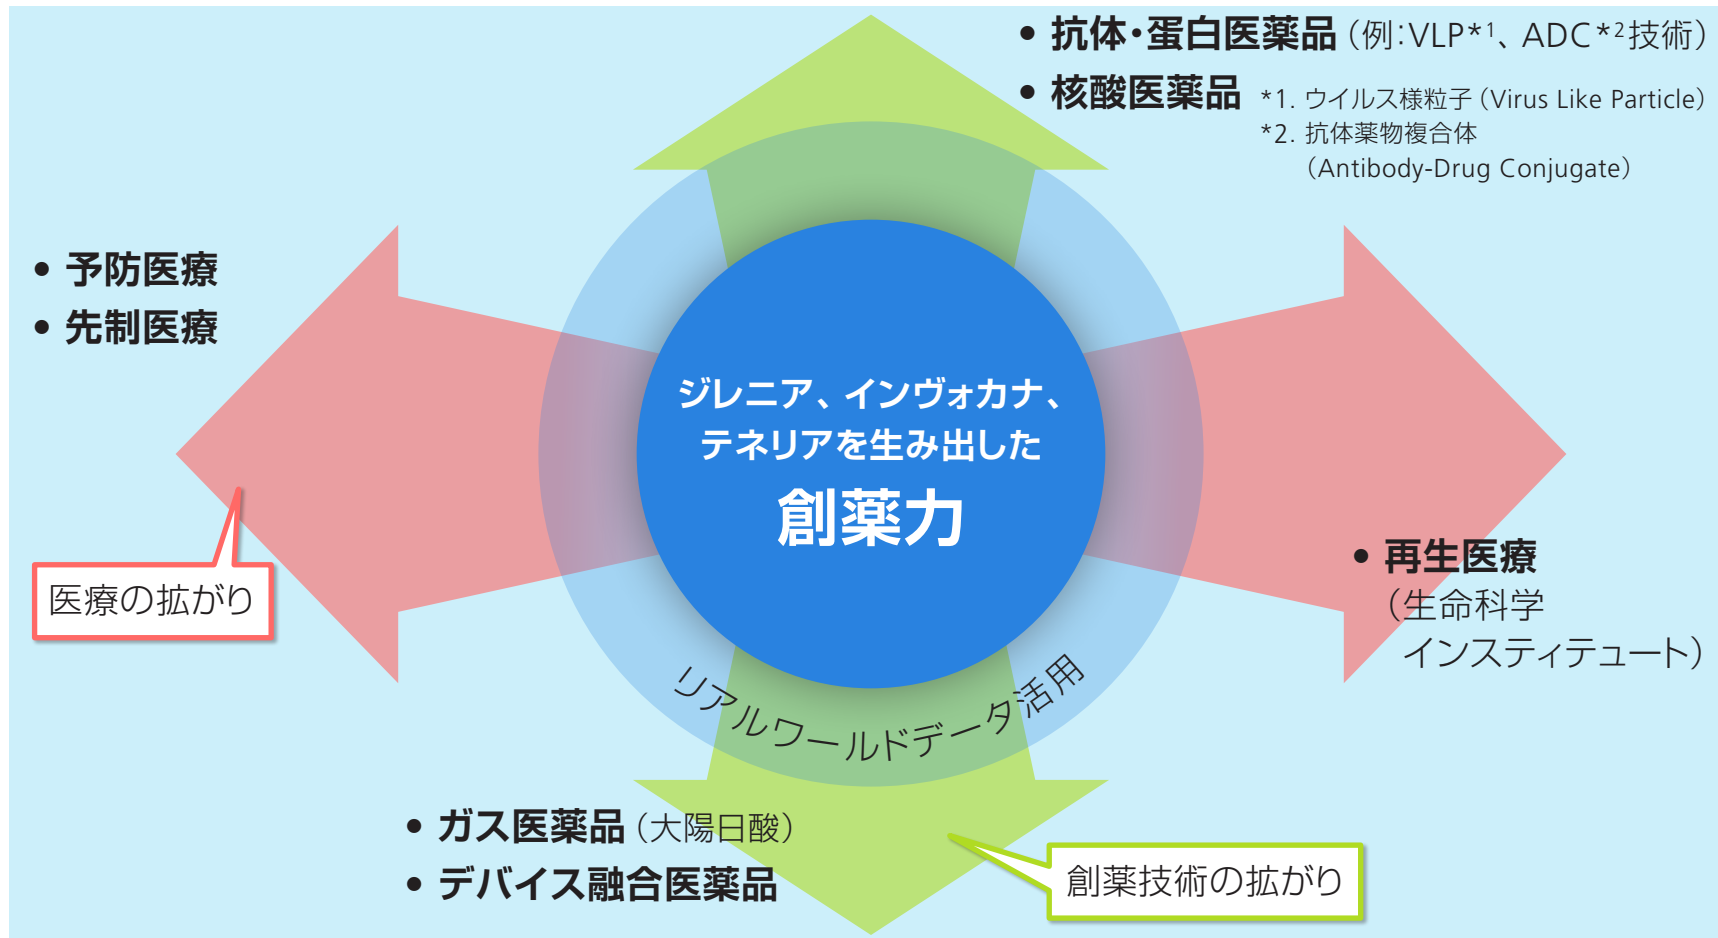 • 抗体・蛋白医薬品（例：VLP*1、ADC*2技術）
• 核酸医薬品
*1. ウイルス様粒子（Virus Like Particle）
*2. 抗体薬物複合体
（Antibody-Drug Conjugate）
• 予防医療
• 先制医療
ジレニア、インヴォカナ、
テネリアを生み出した
創薬力
医療の拡がり
• 再生医療
（生命科学
インスティテュート）
リアルワールドデータ活用
• ガス医薬品（大陽日酸）
• デバイス融合医薬品
創薬技術の拡がり